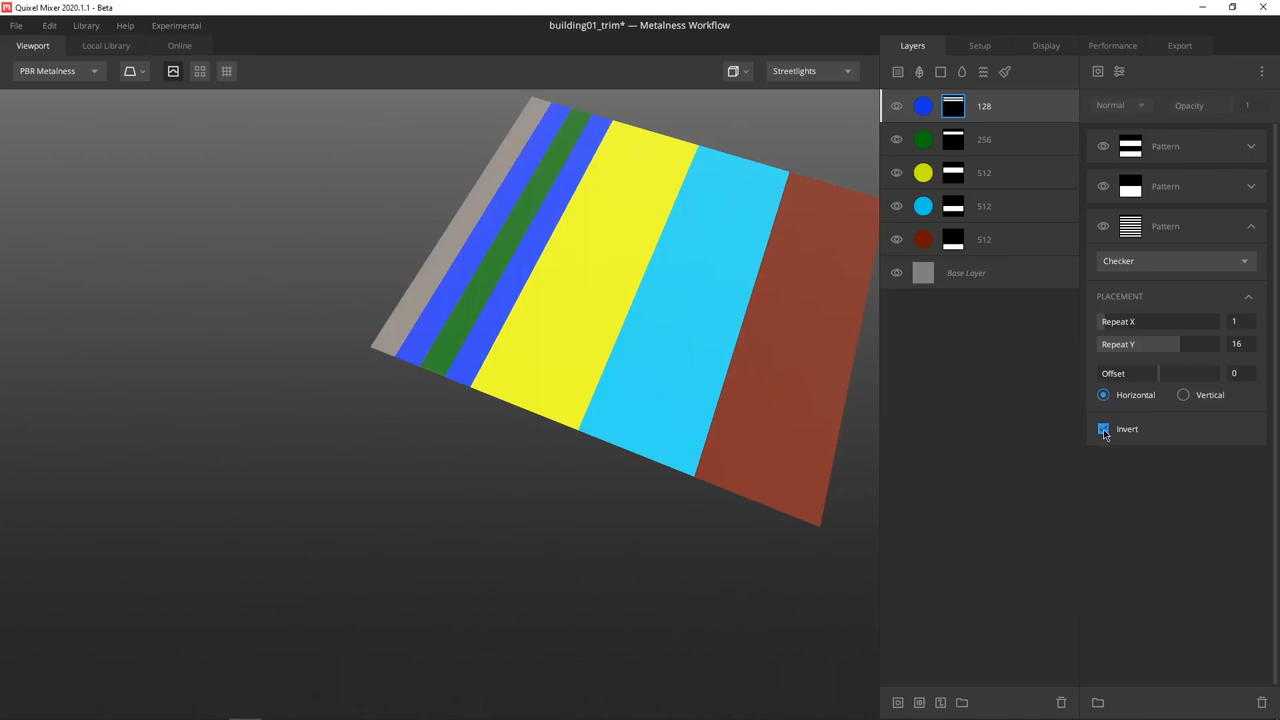 Quixel Mixer 2020.1.1 - Beta
File Edit Library Help Experimental
building01_trim* — Metalness Workflow
Viewport Local Library Online
Layers Setup Display Performance Export
PBR Metalness
Streetlights
Normal Opacity 1
128
256
512
512
512
Base Layer
Pattern
Pattern
Pattern
Checker
PLACEMENT
Repeat X 1
Repeat Y 16
Offset 0
Horizontal Vertical
Invert